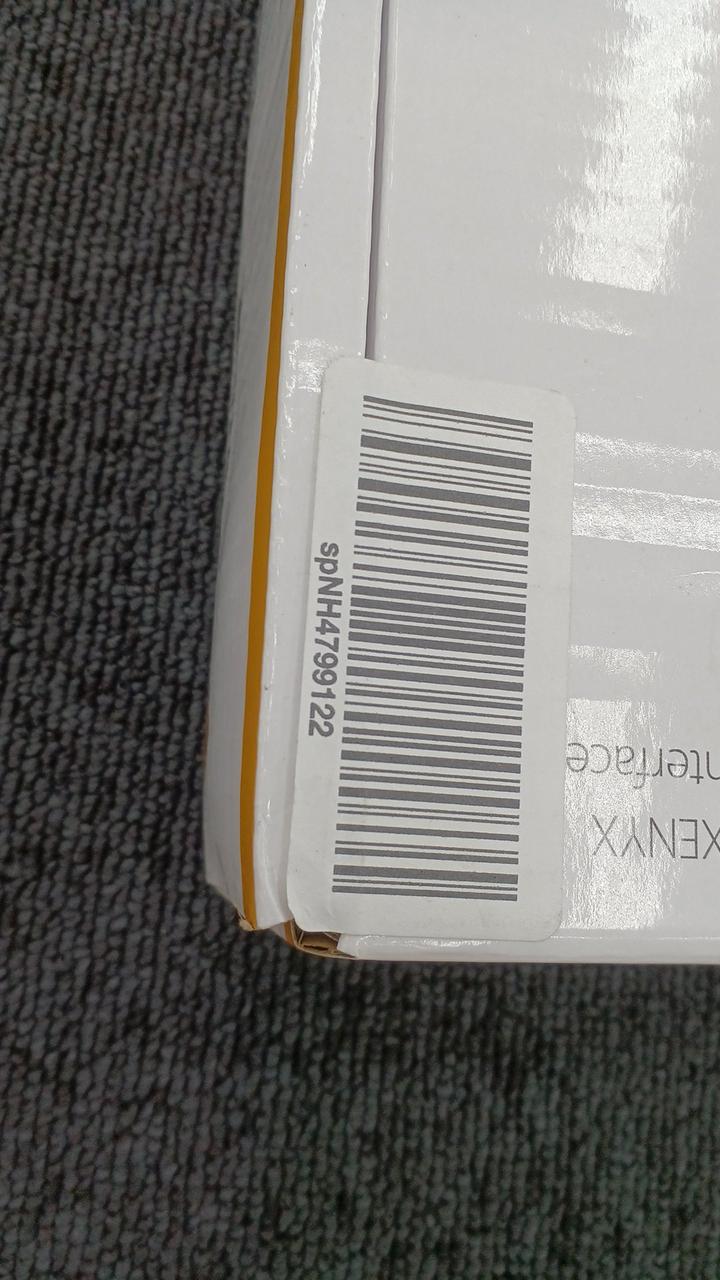 spNH4799122
XENYX
nterface